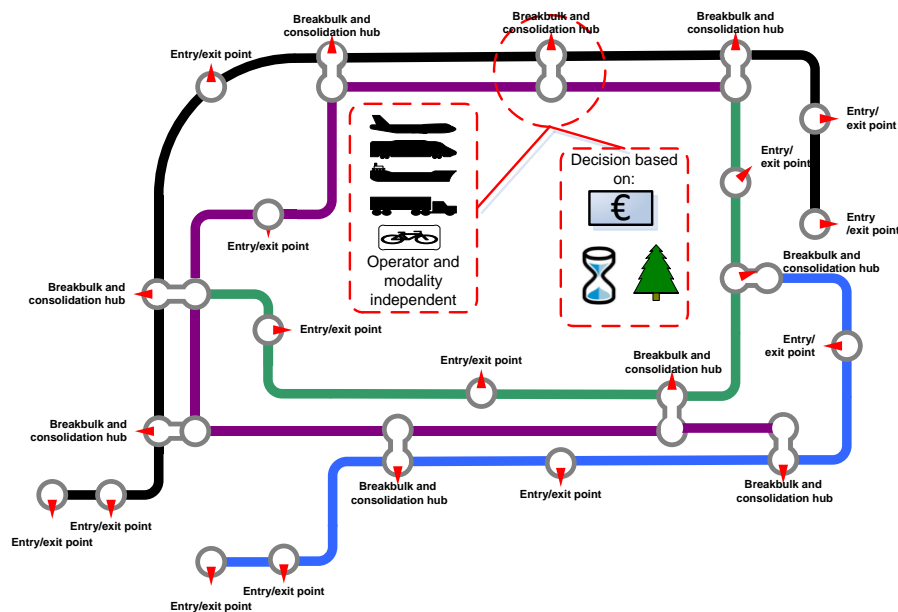 Breakbulk and
consolidation hub
Breakbulk and
consolidation hub
Breakbulk and
consolidation hub
Entry/exit point
Entry/
exit point
Entry/
exit point
Decision based
on:
€
Entry/exit point
Entry
/exit point
Operator and
modality
independent
Breakbulk and
consolidation hub
Breakbulk and
consolidation hub
Entry/exit point
Entry/
exit point
Entry/exit point
Breakbulk and
consolidation hub
Breakbulk and
consolidation hub
Breakbulk and
consolidation hub
Entry/exit point
Breakbulk and
consolidation hub
Entry/exit point
Entry/exit point
Entry/exit point
Entry/exit point